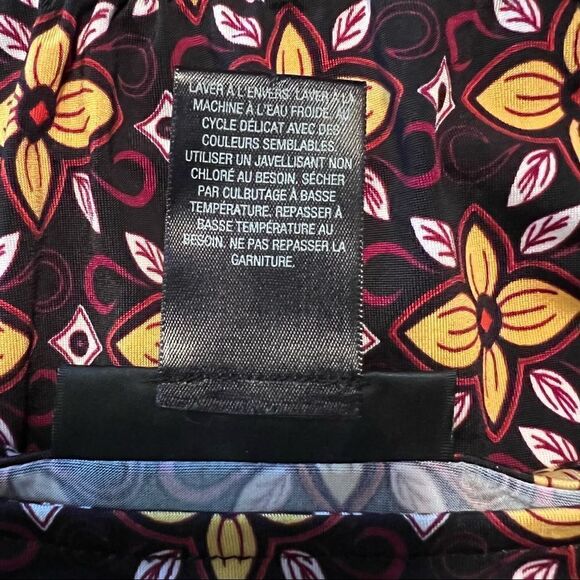 LAVER À L'ENVERS. LAVER À LA
MACHINE À L'EAU FROIDE, AU
CYCLE DÉLICAT AVEC DES
COULEURS SEMBLABLES.
UTILISER UN JAVELLISANT NON
CHLORÉ AU BESOIN. SÉCHER
PAR CULBUTAGE À BASSE
TEMPÉRATURE. REPASSER À
BASSE TEMPÉRATURE AU
BESOIN. NE PAS REPASSER LA
GARNITURE.